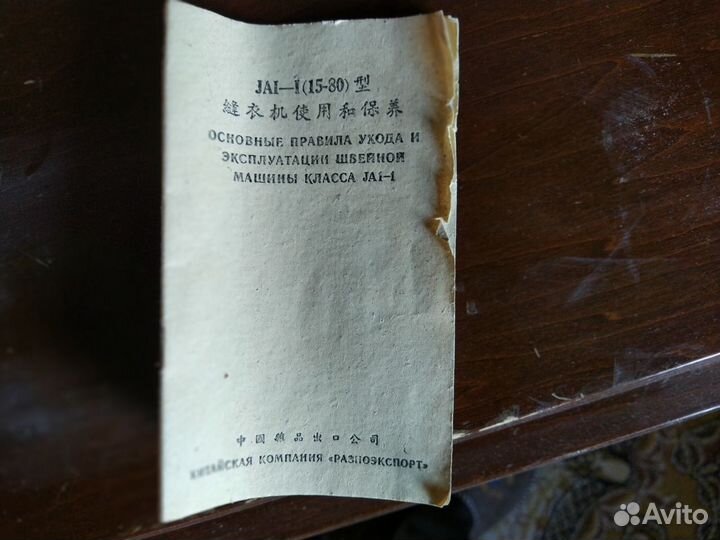 JA1—1(15-80)型
縫衣机使用和保养
ОСНОВНЫЕ ПРАВИЛА УХОДА И
ЭКСПЛУАТАЦИИ ШВЕЙНОЙ
МАШИНЫ КЛАССА JA1-1
中國雜品出口公司
КИТАЙСКАЯ КОМПАНИЯ «РАЗНОЭКСПОРТ»
Avito